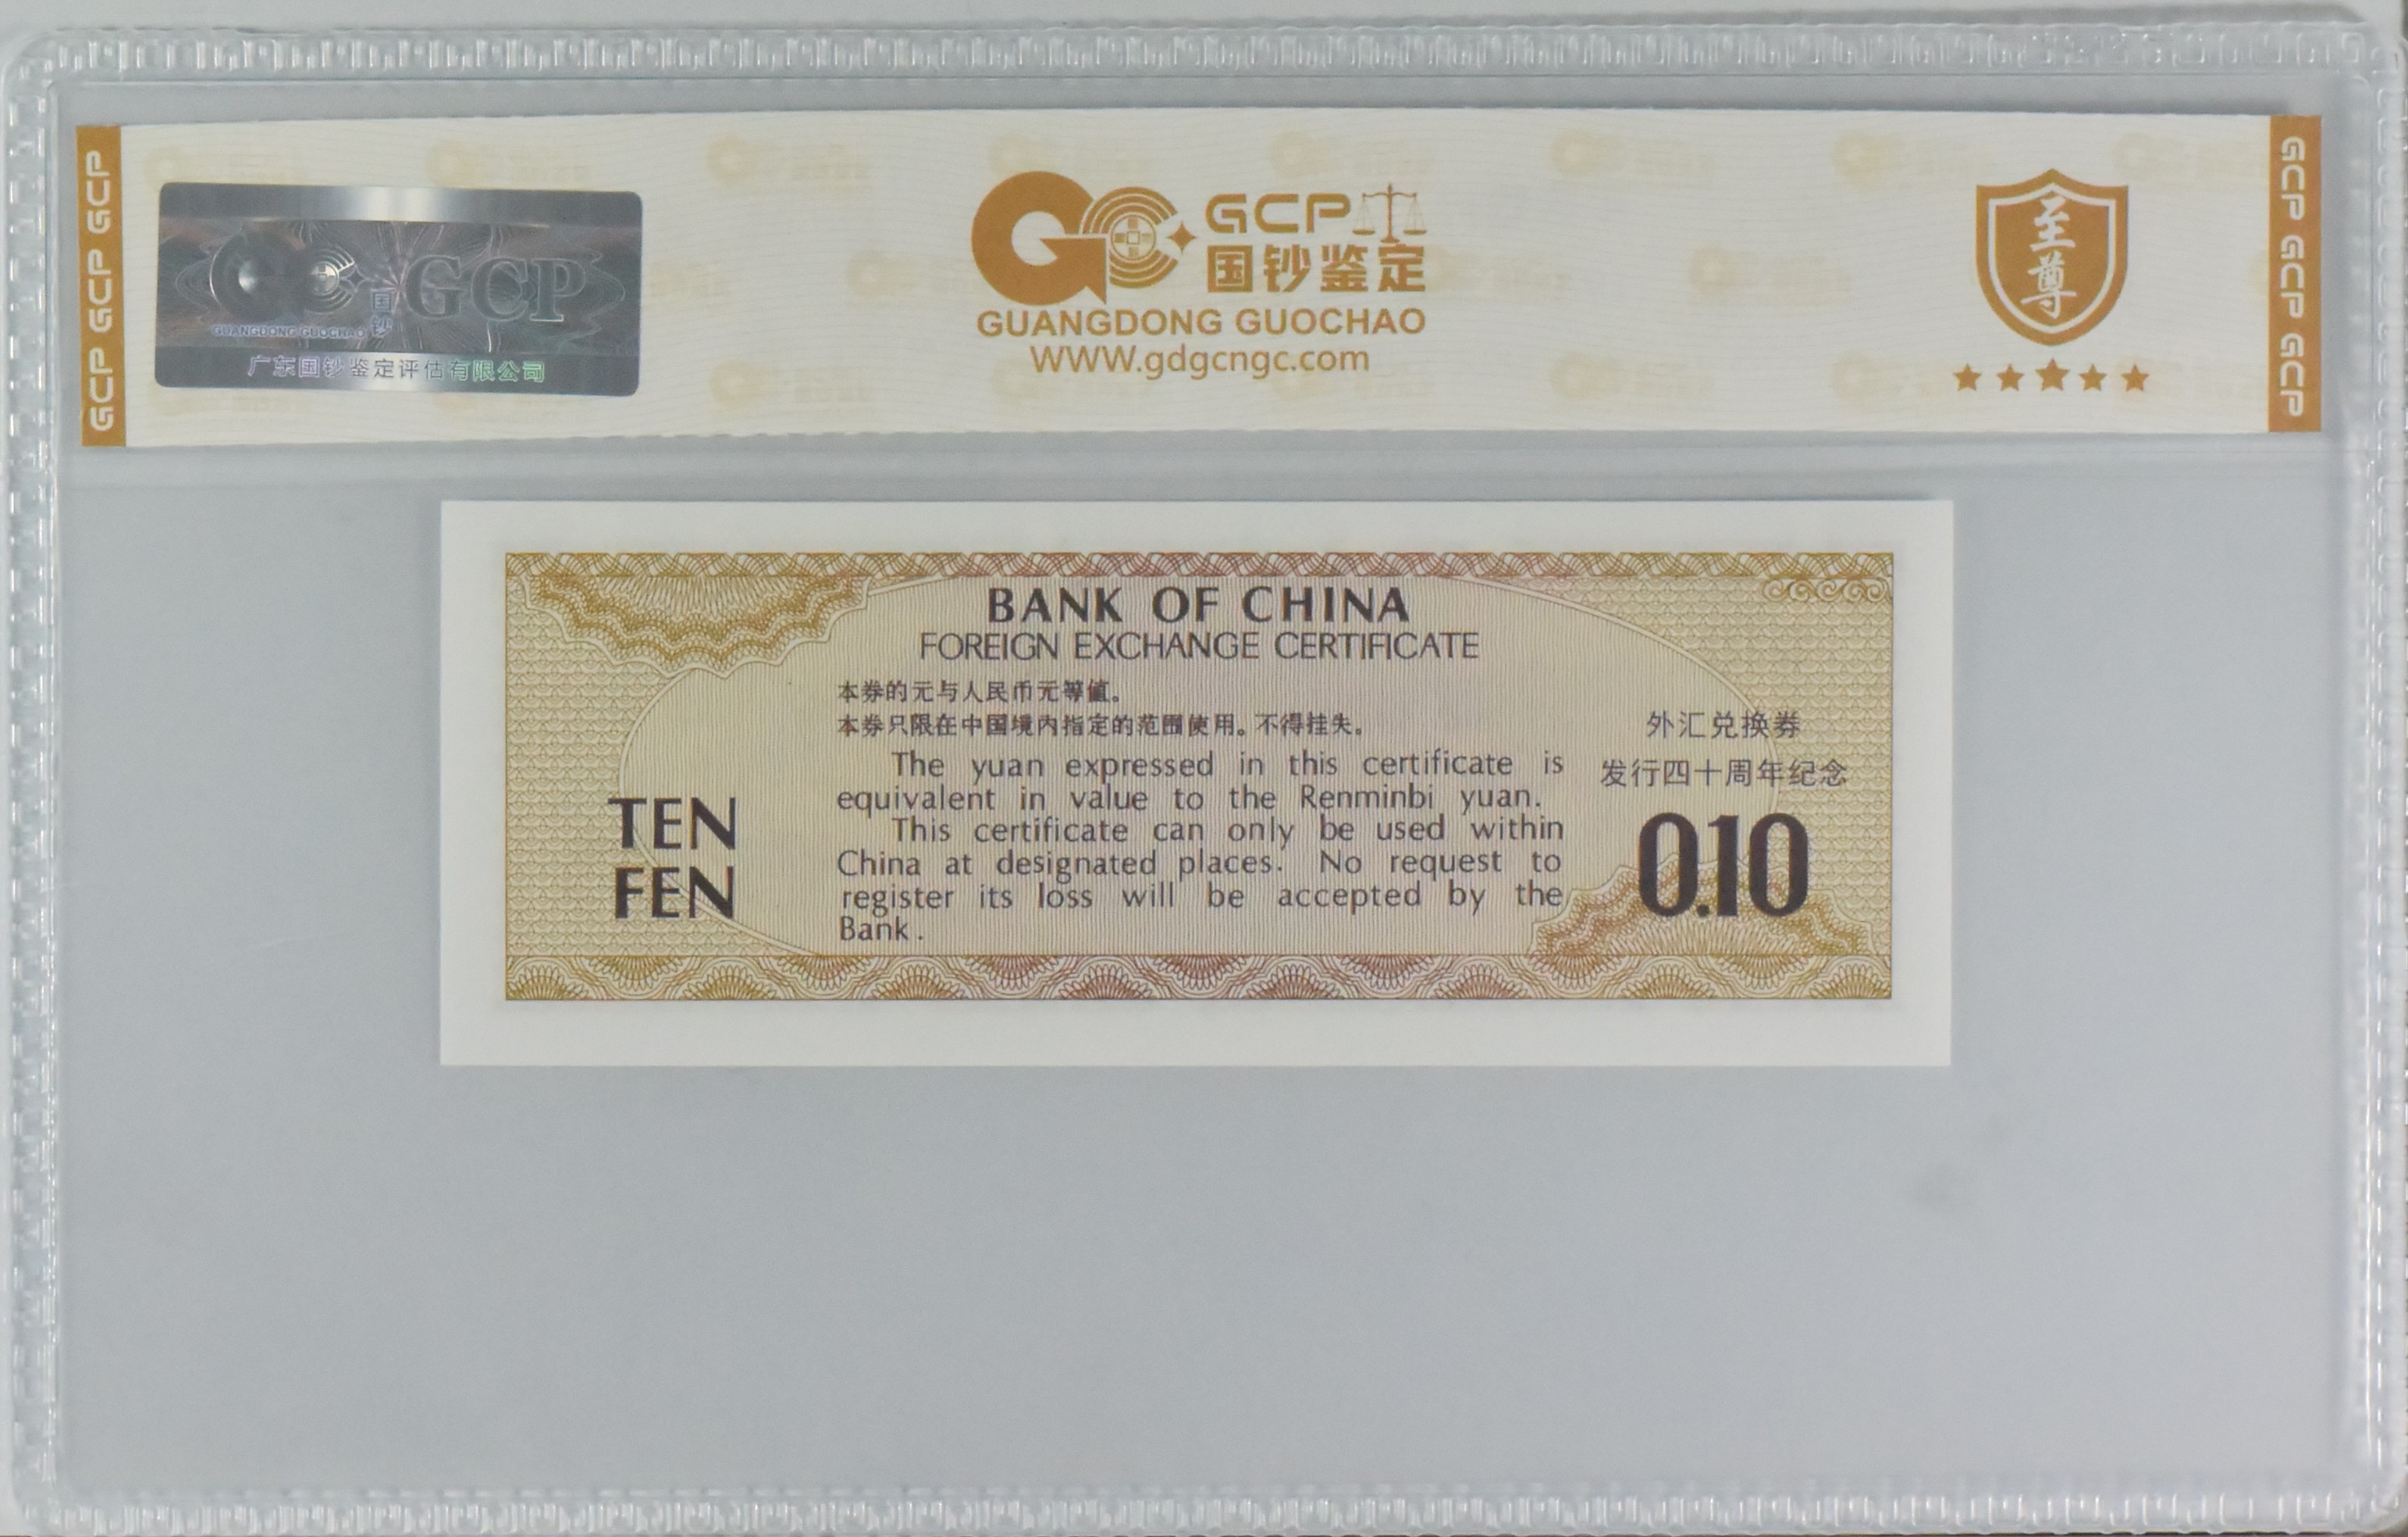 GCP GCP GCP
GCP
国钞
GUANGDONG GUOCHAO
广东国钞鉴定评估有限公司
GCP
国钞鉴定
GUANGDONG GUOCHAO
WWW.gdgcngc.com
至尊
GCP GCP GCP
BANK OF CHINA
FOREIGN EXCHANGE CERTIFICATE
本券的元与人民币元等值。
本券只限在中国境内指定的范围使用。不得挂失。
The yuan expressed in this certificate is
equivalent in value to the Renminbi yuan.
This certificate can only be used within
China at designated places. No request to
register its loss will be accepted by the
Bank.
TEN
FEN
外汇兑换券
发行四十周年纪念
0.10